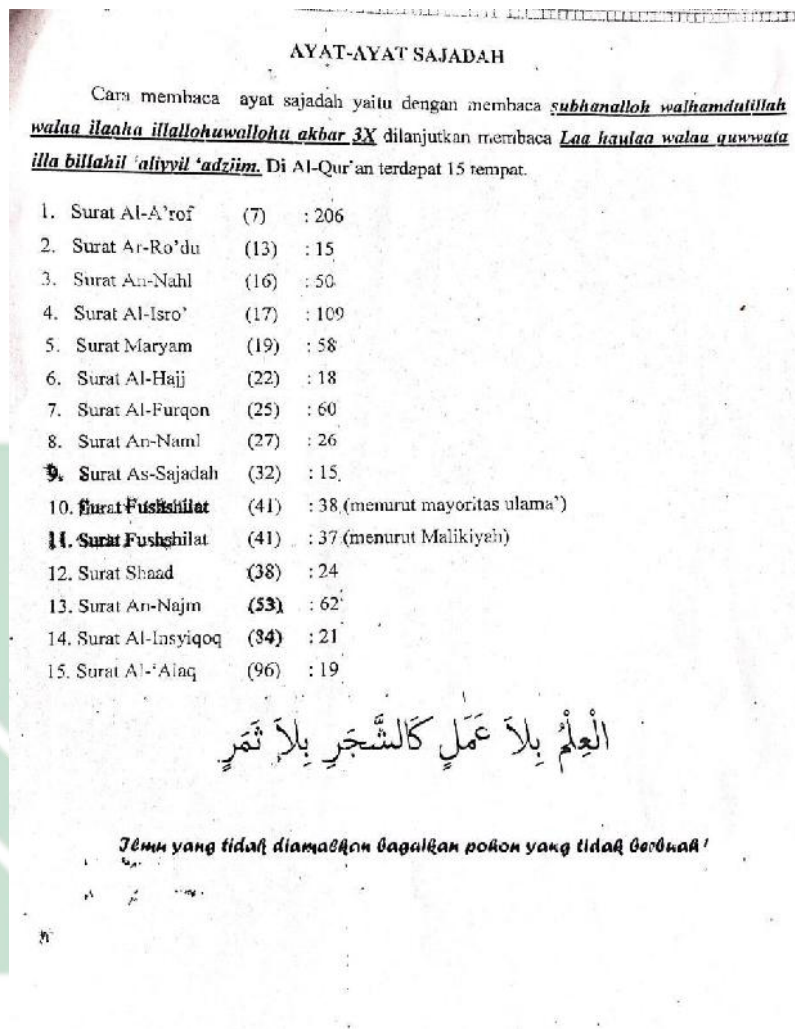 AYAT-AYAT SAJADAH
Cara membaca ayat sajadah yaitu dengan membaca subhanalloh walhamdulillah
walaa ilaaha illallohuwallohu akbar 3X dilanjutkan membaca Laa haulaa walaa quwwata
illa billahil ‘aliyyil ‘adziim. Di Al-Qur’an terdapat 15 tempat.
1. Surat Al-A’rof (7) : 206
2. Surat Ar-Ro’du (13) : 15
3. Surat An-Nahl (16) : 50
4. Surat Al-Isro’ (17) : 109
5. Surat Maryam (19) : 58
6. Surat Al-Hajj (22) : 18
7. Surat Al-Furqon (25) : 60
8. Surat An-Naml (27) : 26
9. Surat As-Sajadah (32) : 15
10. Surat Fushshilat (41) : 38 (menurut mayoritas ulama’)
11. Surat Fushshilat (41) : 37 (menurut Malikiyah)
12. Surat Shaad (38) : 24
13. Surat An-Najm (53) : 62
14. Surat Al-Insyiqoq (84) : 21
15. Surat Al-‘Alaq (96) : 19
الْعِلْمُ بِلاَ عَمَلٍ كَالشَّجَرِ بِلاَ ثَمَرٍ
Ilmu yang tidak diamalkan bagaikan pohon yang tidak berbuah!